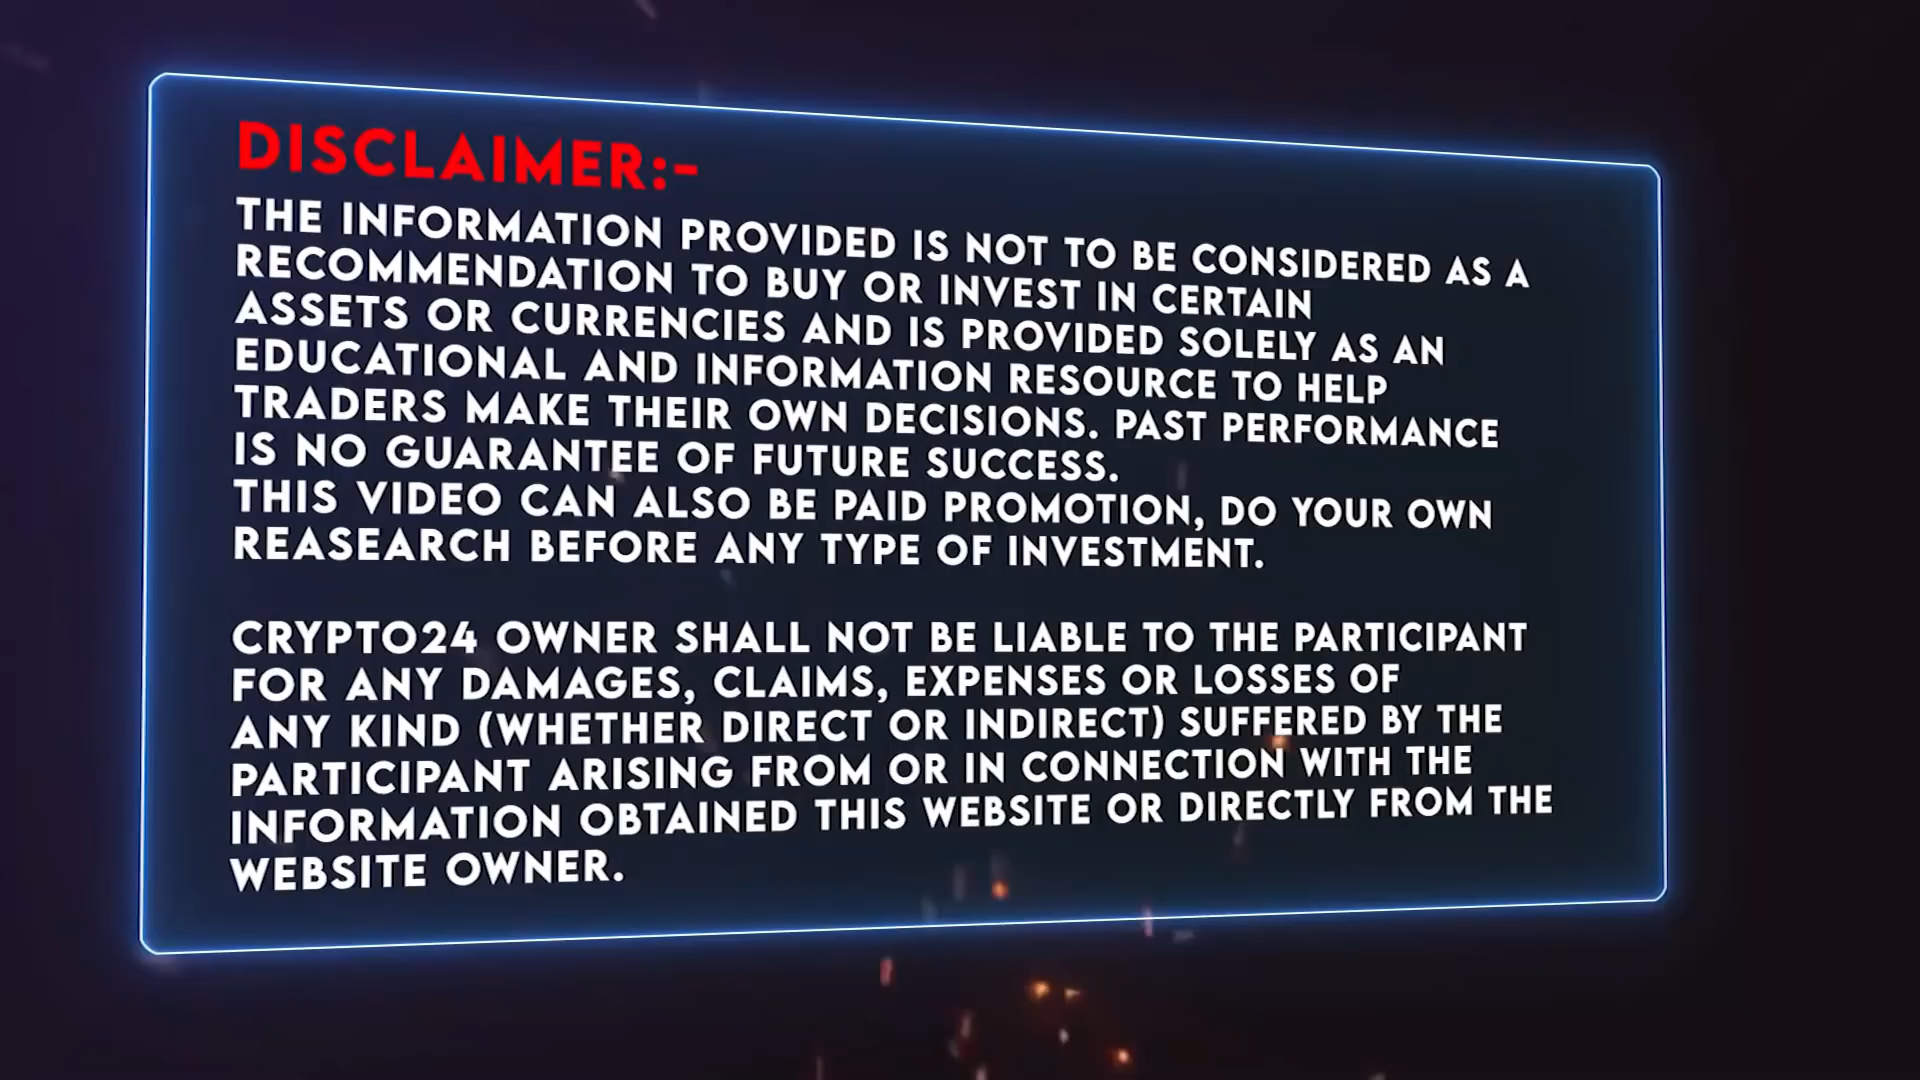 DISCLAIMER:-
THE INFORMATION PROVIDED IS NOT TO BE CONSIDERED AS A
RECOMMENDATION TO BUY OR INVEST IN CERTAIN
ASSETS OR CURRENCIES AND IS PROVIDED SOLELY AS AN
EDUCATIONAL AND INFORMATION RESOURCE TO HELP
TRADERS MAKE THEIR OWN DECISIONS. PAST PERFORMANCE
IS NO GUARANTEE OF FUTURE SUCCESS.
THIS VIDEO CAN ALSO BE PAID PROMOTION, DO YOUR OWN
REASEARCH BEFORE ANY TYPE OF INVESTMENT.
CRYPTO24 OWNER SHALL NOT BE LIABLE TO THE PARTICIPANT
FOR ANY DAMAGES, CLAIMS, EXPENSES OR LOSSES OF
ANY KIND (WHETHER DIRECT OR INDIRECT) SUFFERED BY THE
PARTICIPANT ARISING FROM OR IN CONNECTION WITH THE
INFORMATION OBTAINED THIS WEBSITE OR DIRECTLY FROM THE
WEBSITE OWNER.